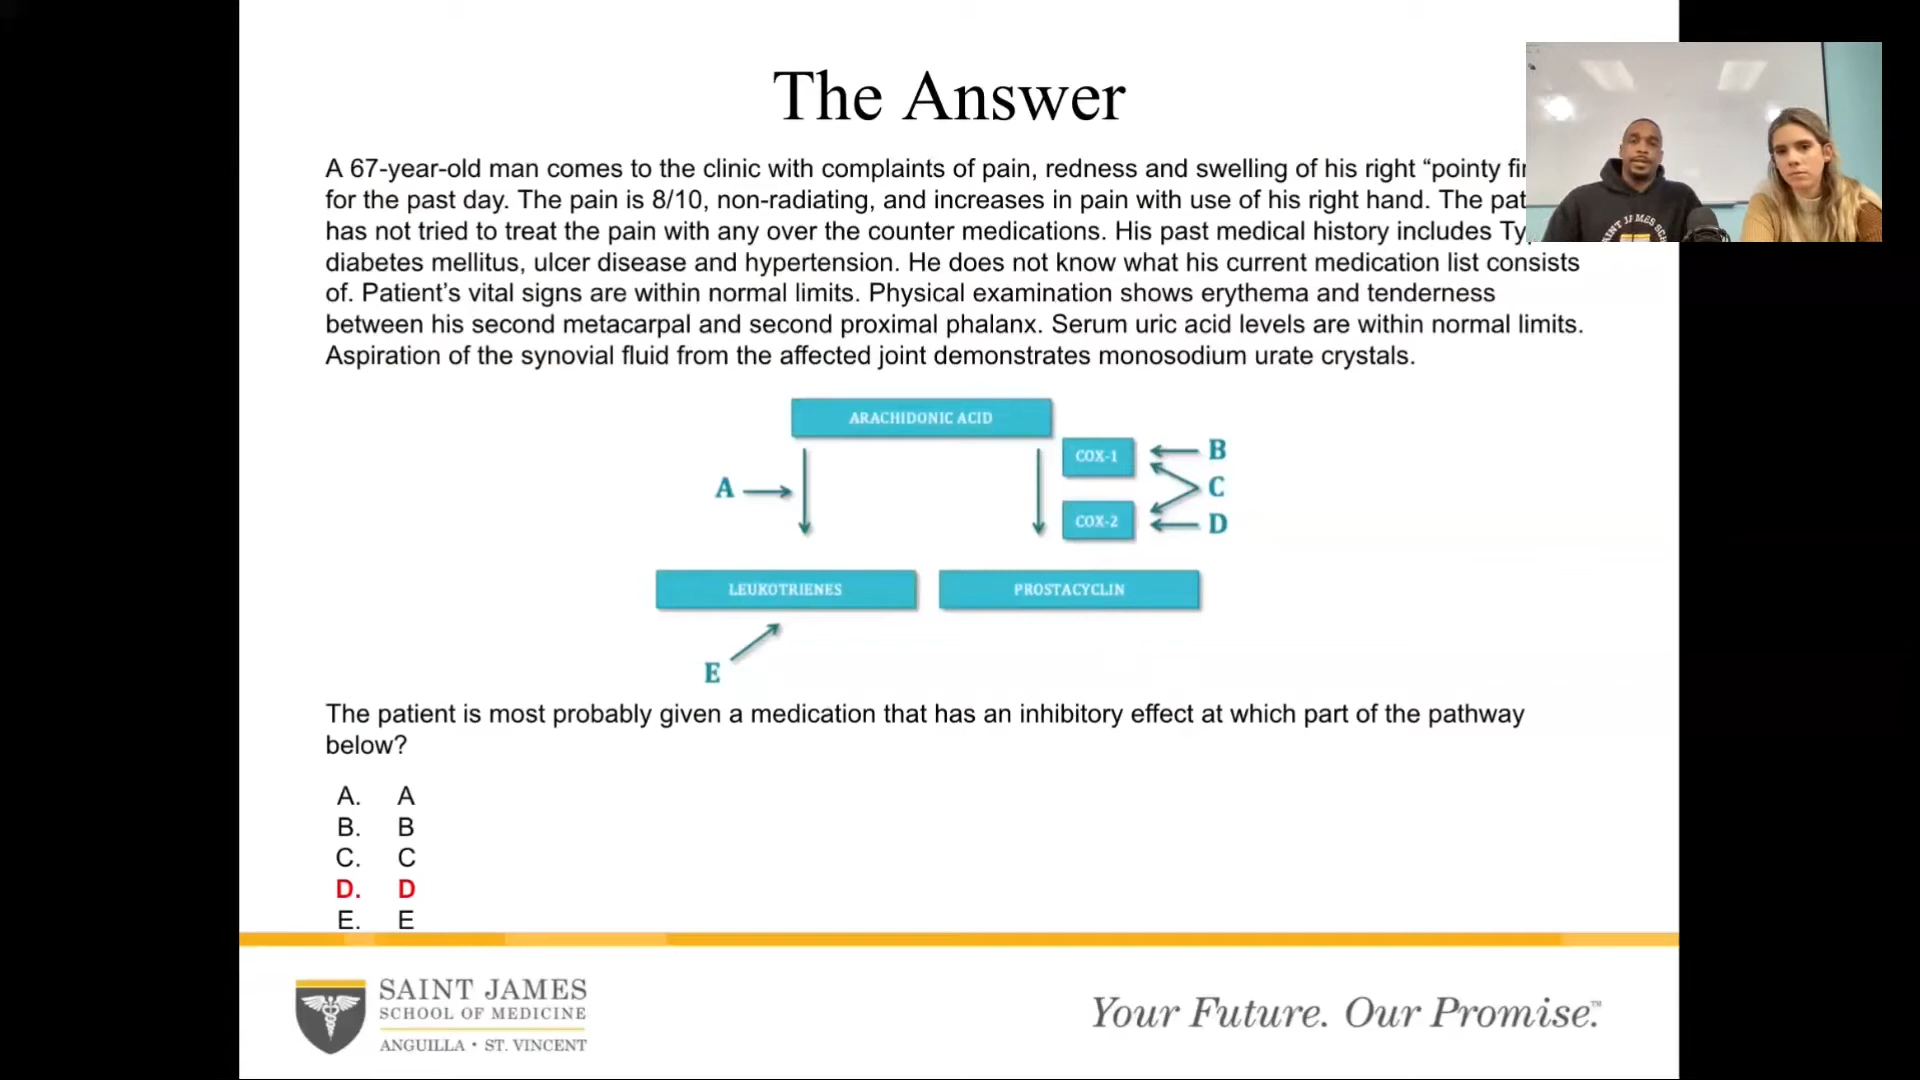 The Answer
A 67-year-old man comes to the clinic with complaints of pain, redness and swelling of his right “pointy
for the past day. The pain is 8/10, non-radiating, and increases in pain with use of his right hand. The
has not tried to treat the pain with any over the counter medications. His past medical history includes
diabetes mellitus, ulcer disease and hypertension. He does not know what his current medication list consists
of. Patient’s vital signs are within normal limits. Physical examination shows erythema and tenderness
between his second metacarpal and second proximal phalanx. Serum uric acid levels are within normal limits.
Aspiration of the synovial fluid from the affected joint demonstrates monosodium urate crystals.
ARACHIDONIC ACID
COX-1
B
A
C
COX-2
D
LEUKOTRIENES
PROSTACYCLIN
E
The patient is most probably given a medication that has an inhibitory effect at which part of the pathway
below?
A. A
B. B
C. C
D. D
E. E
SAINT JAMES
SCHOOL OF MEDICINE
ANGUILLA • ST. VINCENT
Your Future. Our Promise.™